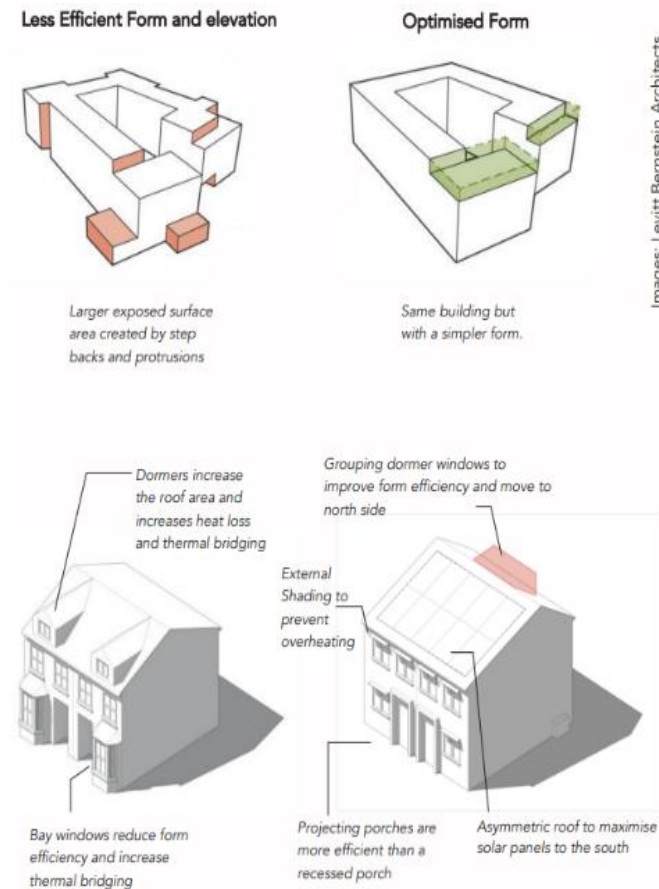 Less Efficient Form and elevation
Optimised Form
Images: Levitt Bernstein Architects
Larger exposed surface
area created by step
backs and protrusions
Same building but
with a simpler form.
Dormers increase
the roof area and
increases heat loss
and thermal bridging
Grouping dormer windows to
improve form efficiency and move to
north side
External
Shading to
prevent
overheating
Bay windows reduce form
efficiency and increase
thermal bridging
Projecting porches are
more efficient than a
recessed porch
Asymmetric roof to maximise
solar panels to the south